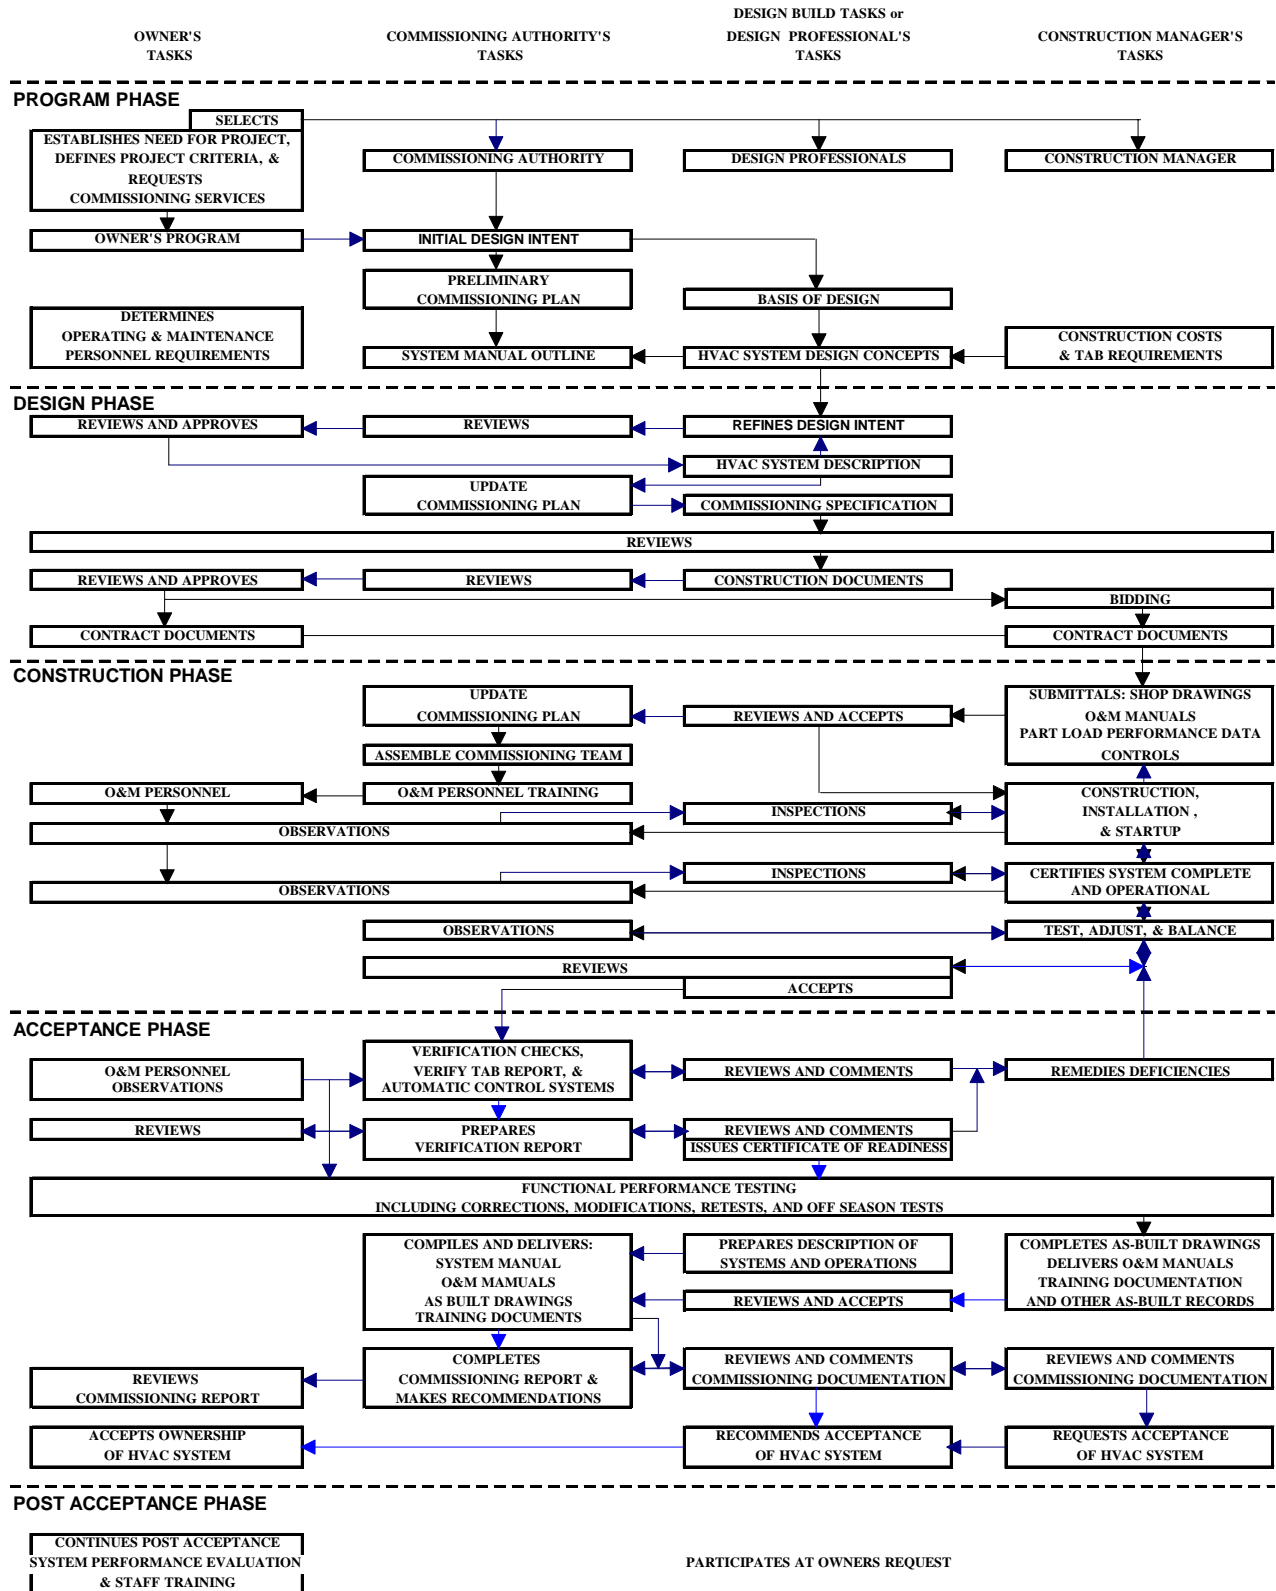 DESIGN BUILD TASKS or
OWNER'S
TASKS
COMMISSIONING AUTHORITY'S
TASKS
DESIGN PROFESSIONAL'S
TASKS
CONSTRUCTION MANAGER'S
TASKS
PROGRAM PHASE
SELECTS
ESTABLISHES NEED FOR PROJECT,
DEFINES PROJECT CRITERIA, &
REQUESTS
COMMISSIONING SERVICES
COMMISSIONING AUTHORITY
DESIGN PROFESSIONALS
CONSTRUCTION MANAGER
OWNER'S PROGRAM
INITIAL DESIGN INTENT
PRELIMINARY
COMMISSIONING PLAN
BASIS OF DESIGN
DETERMINES
OPERATING & MAINTENANCE
PERSONNEL REQUIREMENTS
SYSTEM MANUAL OUTLINE
HVAC SYSTEM DESIGN CONCEPTS
CONSTRUCTION COSTS
& TAB REQUIREMENTS
DESIGN PHASE
REVIEWS AND APPROVES
REVIEWS
REFINES DESIGN INTENT
HVAC SYSTEM DESCRIPTION
UPDATE
COMMISSIONING PLAN
COMMISSIONING SPECIFICATION
REVIEWS
REVIEWS AND APPROVES
REVIEWS
CONSTRUCTION DOCUMENTS
BIDDING
CONTRACT DOCUMENTS
CONTRACT DOCUMENTS
CONSTRUCTION PHASE
UPDATE
COMMISSIONING PLAN
REVIEWS AND ACCEPTS
SUBMITTALS: SHOP DRAWINGS
O&M MANUALS
PART LOAD PERFORMANCE DATA
CONTROLS
ASSEMBLE COMMISSIONING TEAM
O&M PERSONNEL
O&M PERSONNEL TRAINING
CONSTRUCTION,
INSTALLATION ,
& STARTUP
INSPECTIONS
OBSERVATIONS
INSPECTIONS
CERTIFIES SYSTEM COMPLETE
AND OPERATIONAL
OBSERVATIONS
OBSERVATIONS
TEST, ADJUST, & BALANCE
REVIEWS
ACCEPTS
ACCEPTANCE PHASE
O&M PERSONNEL
OBSERVATIONS
VERIFICATION CHECKS,
VERIFY TAB REPORT, &
AUTOMATIC CONTROL SYSTEMS
REVIEWS AND COMMENTS
REMEDIES DEFICIENCIES
REVIEWS
PREPARES
VERIFICATION REPORT
REVIEWS AND COMMENTS
ISSUES CERTIFICATE OF READINESS
FUNCTIONAL PERFORMANCE TESTING
INCLUDING CORRECTIONS, MODIFICATIONS, RETESTS, AND OFF SEASON TESTS
COMPILES AND DELIVERS:
SYSTEM MANUAL
O&M MAMUALS
AS BUILT DRAWINGS
TRAINING DOCUMENTS
PREPARES DESCRIPTION OF
SYSTEMS AND OPERATIONS
REVIEWS AND ACCEPTS
COMPLETES AS-BUILT DRAWINGS
DELIVERS O&M MANUALS
TRAINING DOCUMENTATION
AND OTHER AS-BUILT RECORDS
REVIEWS
COMMISSIONING REPORT
COMPLETES
COMMISSIONING REPORT &
MAKES RECOMMENDATIONS
REVIEWS AND COMMENTS
COMMISSIONING DOCUMENTATION
REVIEWS AND COMMENTS
COMMISSIONING DOCUMENTATION
ACCEPTS OWNERSHIP
OF HVAC SYSTEM
RECOMMENDS ACCEPTANCE
OF HVAC SYSTEM
REQUESTS ACCEPTANCE
OF HVAC SYSTEM
POST ACCEPTANCE PHASE
CONTINUES POST ACCEPTANCE
SYSTEM PERFORMANCE EVALUATION
& STAFF TRAINING
PARTICIPATES AT OWNERS REQUEST